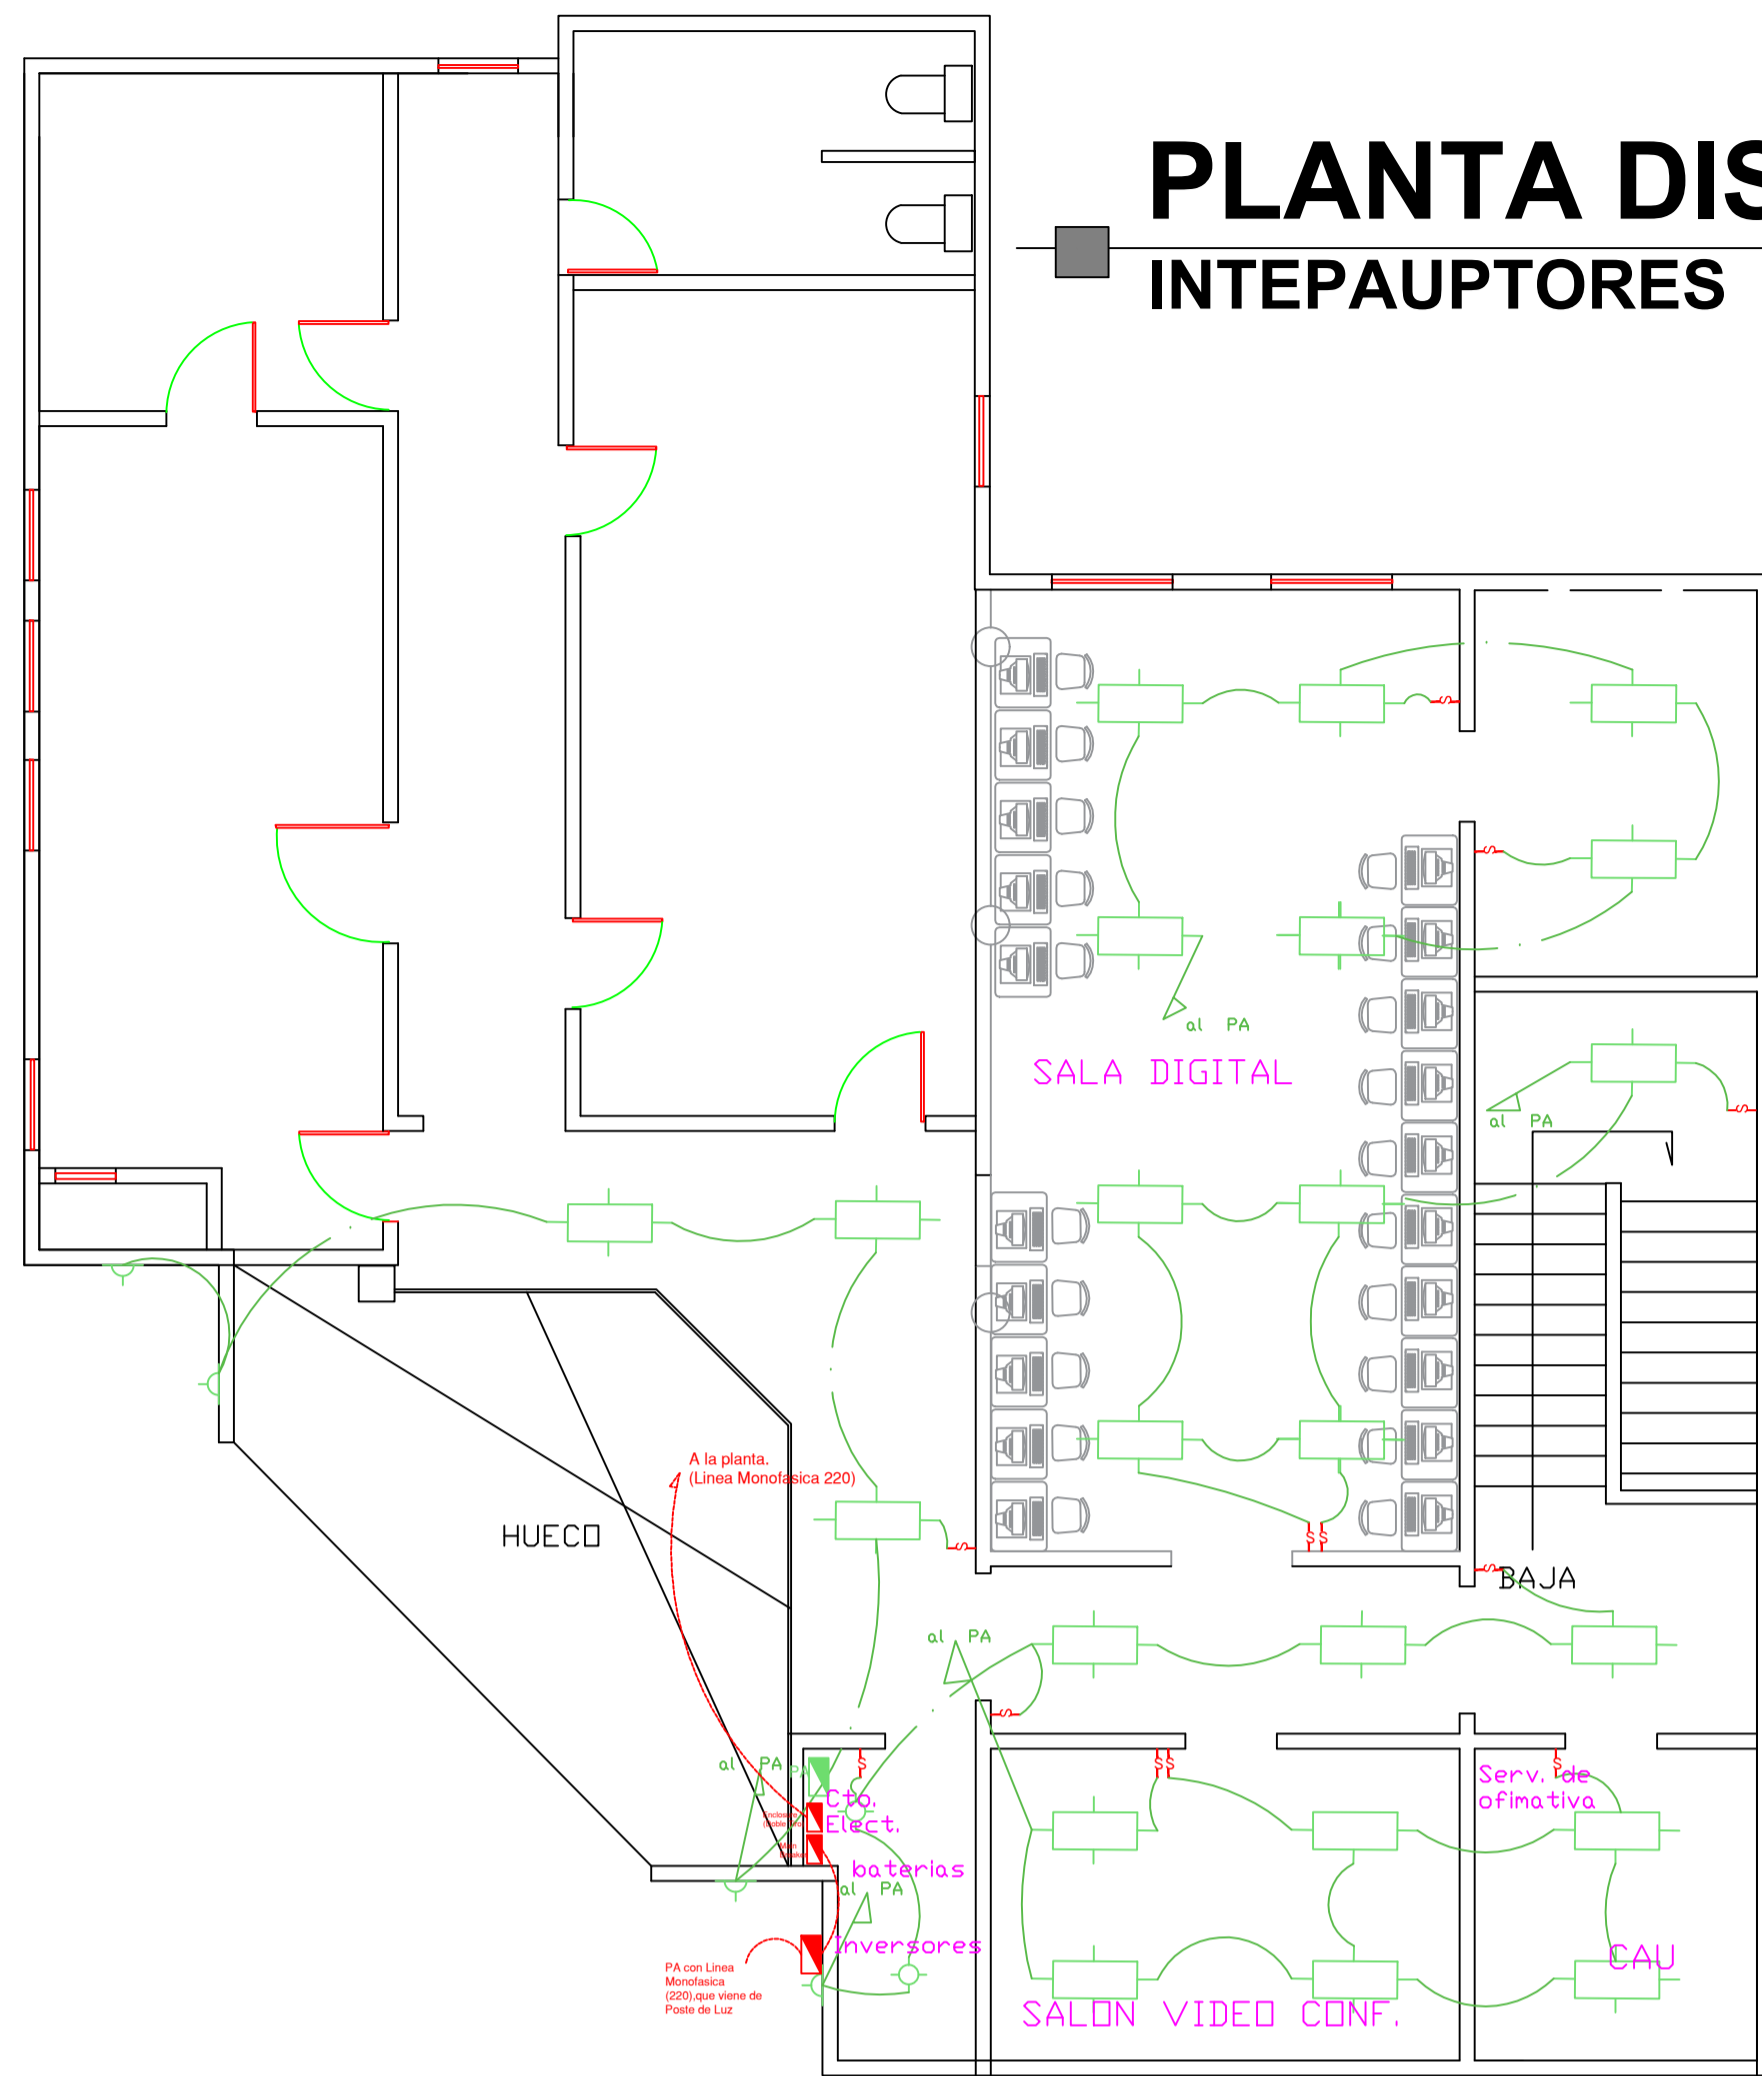 PLANTA DIS
INTEPAUPTORES
S
S
al PA
SALA DIGITAL
al PA
S
A la planta.
(Linea Monofasica 220)
HUECO
S
S S
S
BAJA
al PA
S
al PA
PA
S
S S
S
Serv. de
ofimativa
Cto.
Elect.
baterias
al PA
Inversores
CAU
PA con Linea
Monofasica
(220),que viene de
Poste de Luz
SALON VIDEO CONF.